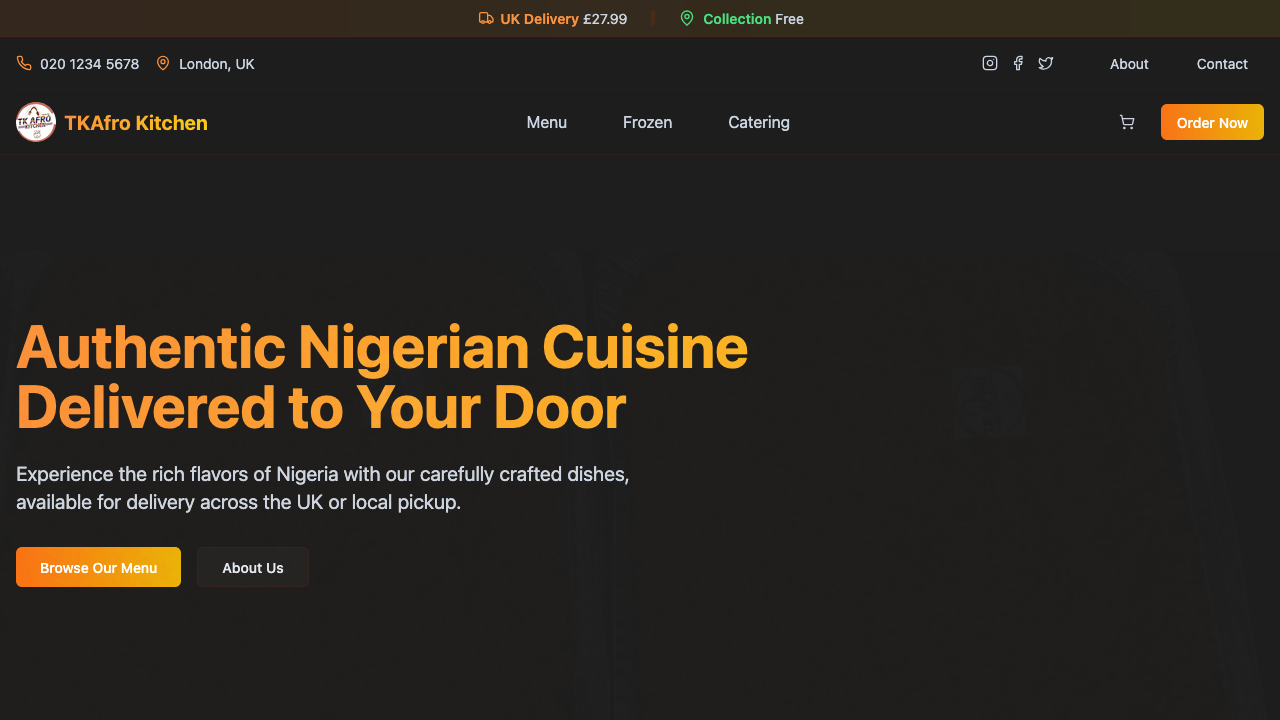 UK Delivery £27.99
Collection Free
020 1234 5678
London, UK
About
Contact
TK AFRO
KITCHEN
TKAfro Kitchen
Menu
Frozen
Catering
Order Now
Authentic Nigerian Cuisine
Delivered to Your Door
Experience the rich flavors of Nigeria with our carefully crafted dishes,
available for delivery across the UK or local pickup.
Browse Our Menu
About Us